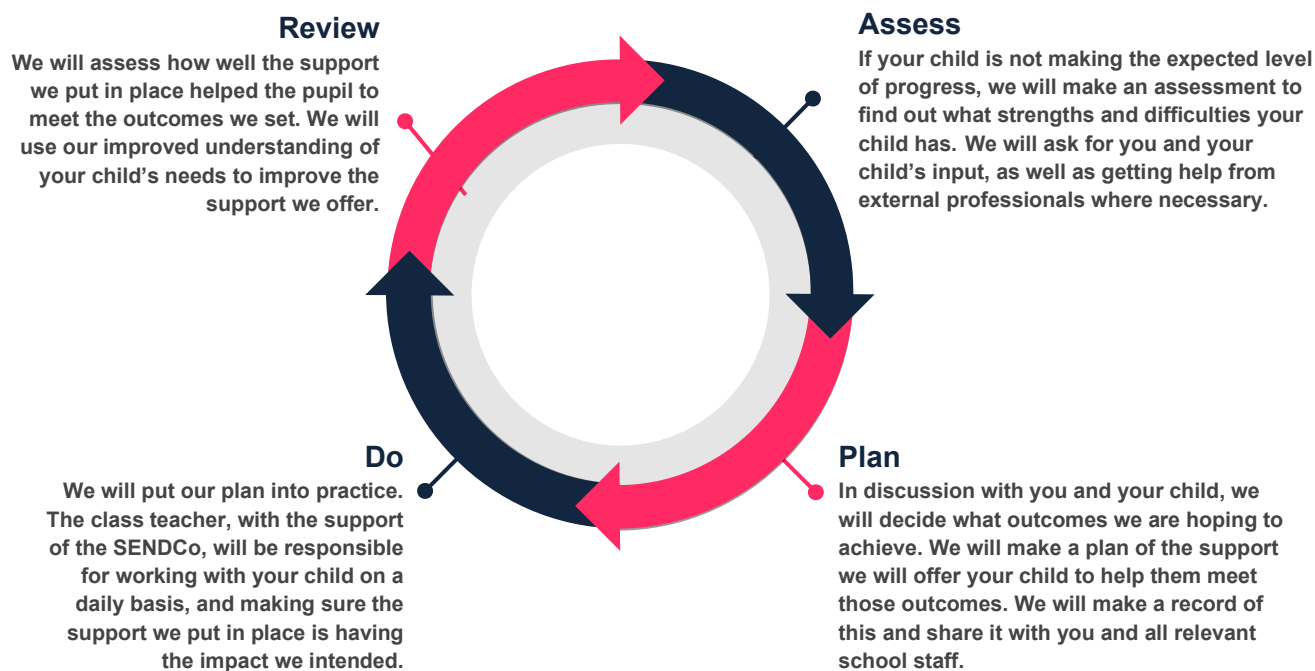 Review
We will assess how well the support
we put in place helped the pupil to
meet the outcomes we set. We will
use our improved understanding of
your child’s needs to improve the
support we offer.
Assess
If your child is not making the expected level
of progress, we will make an assessment to
find out what strengths and difficulties your
child has. We will ask for you and your
child’s input, as well as getting help from
external professionals where necessary.
Do
We will put our plan into practice.
The class teacher, with the support
of the SENDCo, will be responsible
for working with your child on a
daily basis, and making sure the
support we put in place is having
the impact we intended.
Plan
In discussion with you and your child, we
will decide what outcomes we are hoping to
achieve. We will make a plan of the support
we will offer your child to help them meet
those outcomes. We will make a record of
this and share it with you and all relevant
school staff.